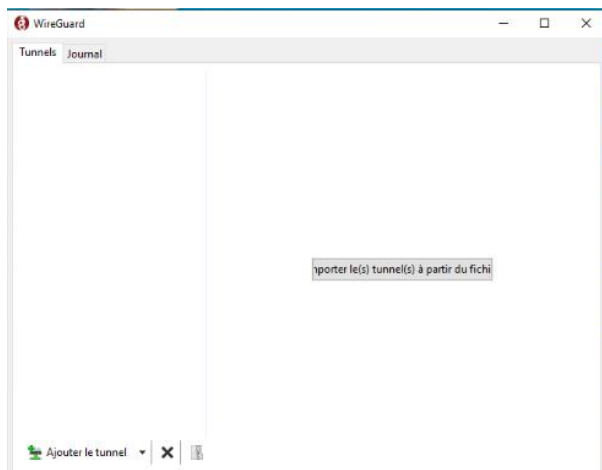 WireGuard
Tunnels Journal
nporter le(s) tunnel(s) à partir du fichi
Ajouter le tunnel